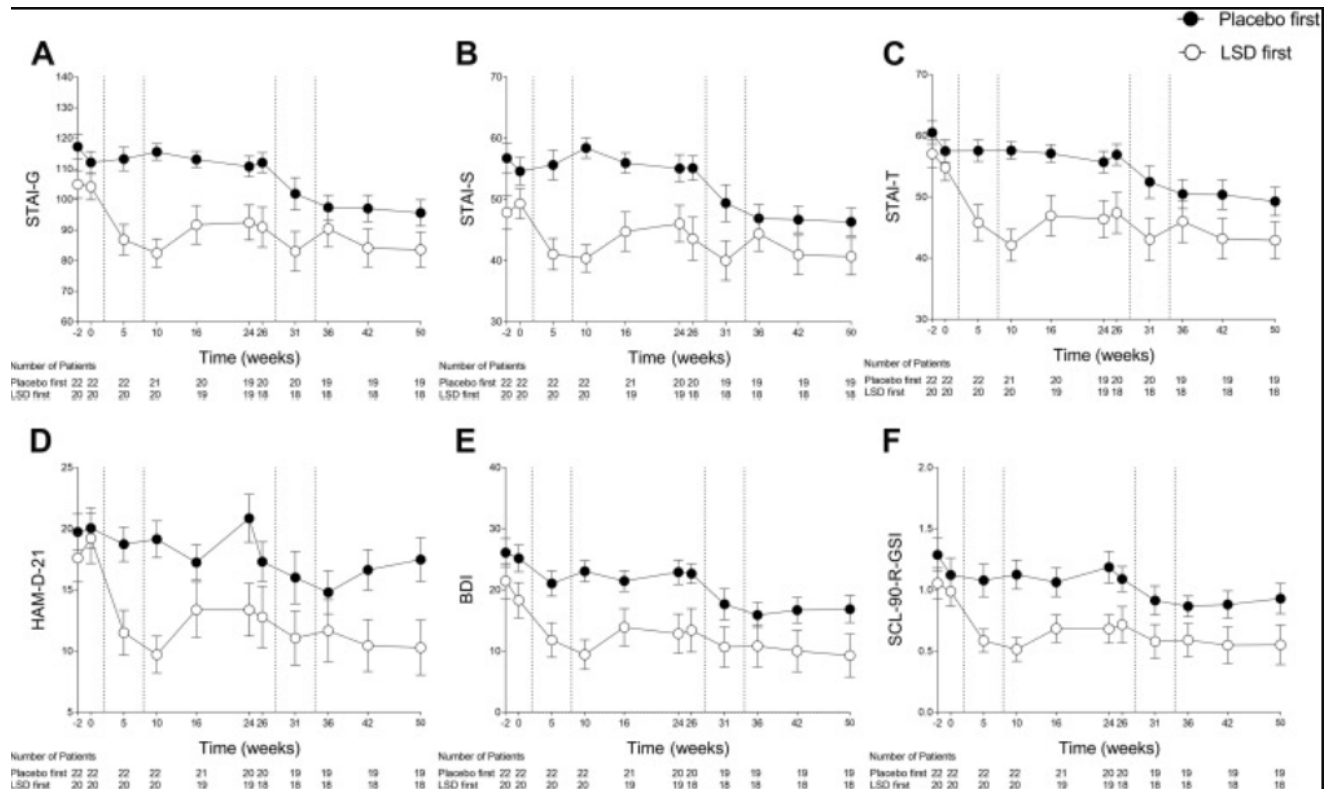 Placebo first
LSD first
A
STAI-G
140
130
120
110
100
90
80
70
60
-2 0 5 10 16 24 26 31 36 42 50
Time (weeks)
Number of Patients
Placebo first 22 22 22 21 20 19 20 20 19 19 19
LSD first 20 20 20 20 19 19 18 18 18 18 18
B
STAI-S
70
60
50
40
30
-2 0 5 10 16 24 26 31 36 42 50
Time (weeks)
Number of Patients
Placebo first 22 22 22 22 21 20 20 19 19 19 19
LSD first 20 20 20 20 19 19 18 18 18 18 18
C
STAI-T
70
60
50
40
30
-2 0 5 10 16 24 26 31 36 42 50
Time (weeks)
Number of Patients
Placebo first 22 22 22 21 20 19 20 20 19 19 19
LSD first 20 20 20 20 19 19 18 18 18 18 18
D
HAM-D-21
25
20
15
10
5
-2 0 5 10 16 24 26 31 36 42 50
Time (weeks)
Number of Patients
Placebo first 22 22 22 22 21 20 20 19 19 19 19
LSD first 20 20 20 20 19 19 18 18 18 18 18
E
BDI
40
30
20
10
0
-2 0 5 10 16 24 26 31 36 42 50
Time (weeks)
Number of Patients
Placebo first 22 22 22 22 21 20 20 19 19 19 19
LSD first 20 20 20 20 19 19 18 18 18 18 18
F
SCL-90-R-GSI
2.0
1.5
1.0
0.5
0.0
-2 0 5 10 16 24 26 31 36 42 50
Time (weeks)
Number of Patients
Placebo first 22 22 22 22 21 20 20 19 19 19 19
LSD first 20 20 20 20 19 19 18 18 18 18 18